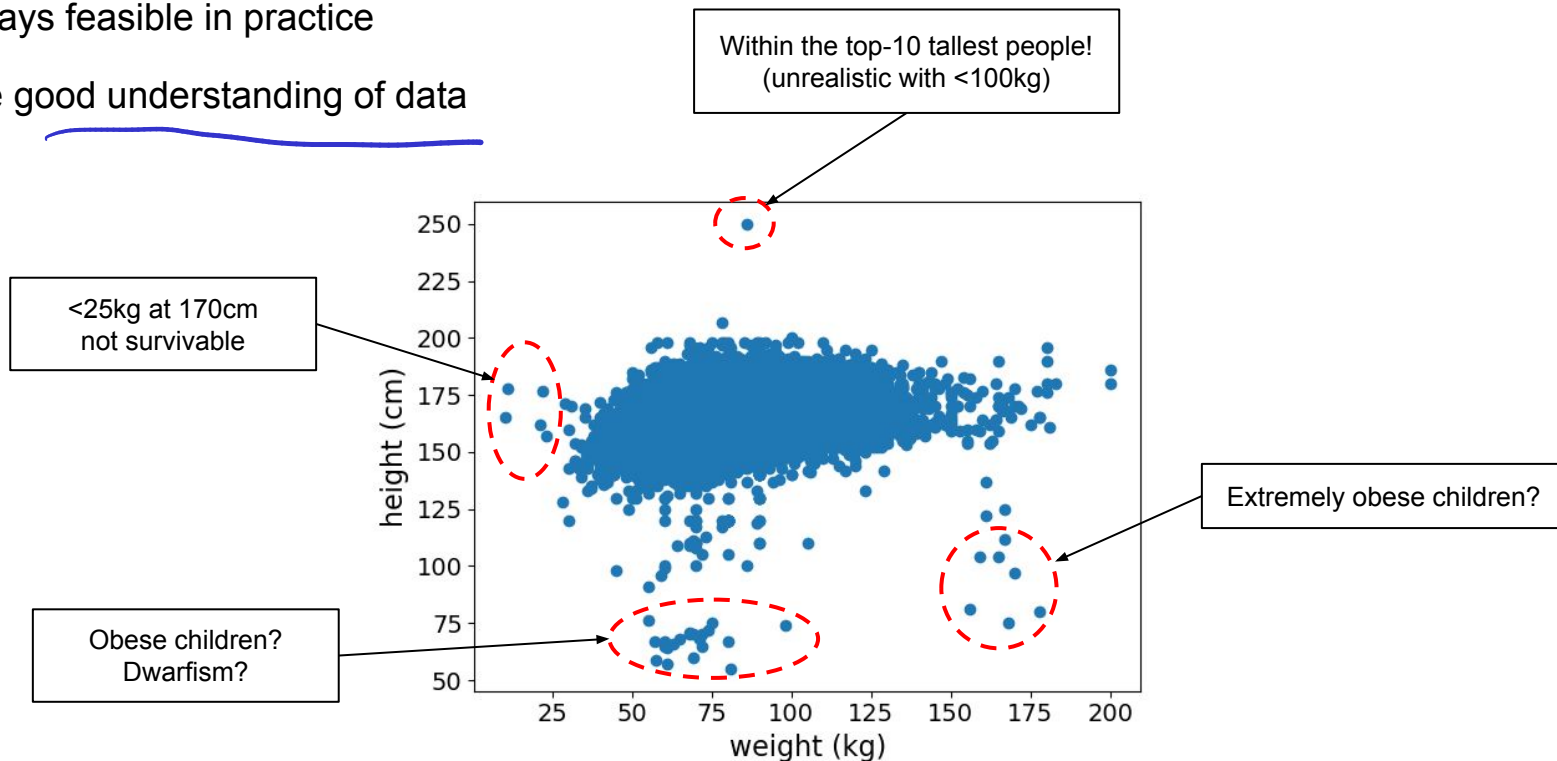 ays feasible in practice
good understanding of data
Within the top-10 tallest people!
(unrealistic with <100kg)
<25kg at 170cm
not survivable
Extremely obese children?
Obese children?
Dwarfism?
250
225
200
175
150
125
100
75
50
height (cm)
25 50 75 100 125 150 175 200
weight (kg)